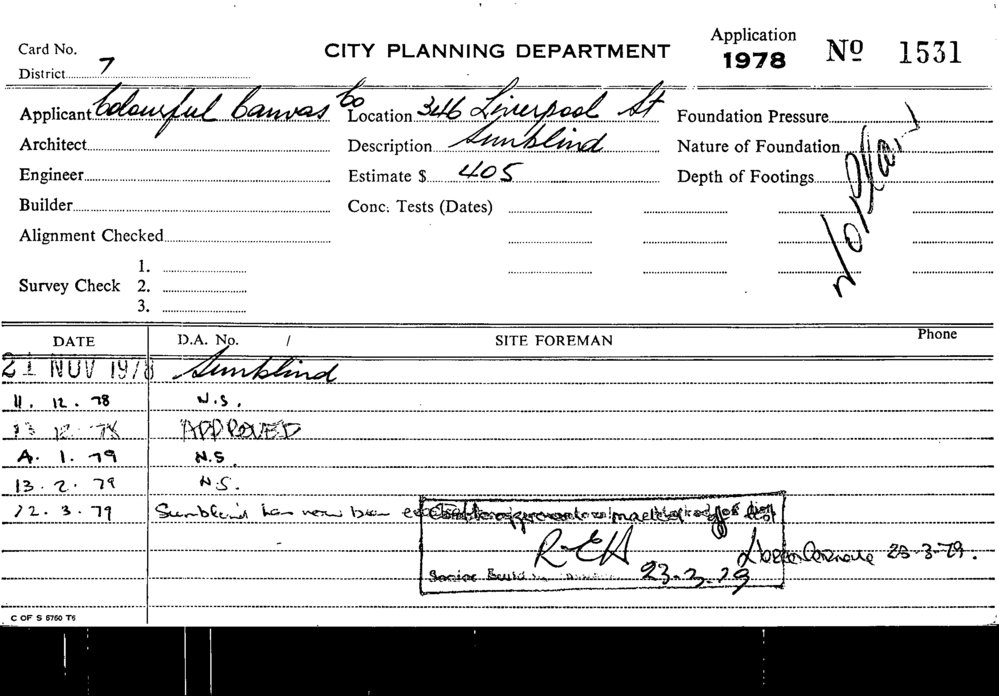 Card No.
CITY PLANNING DEPARTMENT
Application
1978
Nº 1531
District 7
Applicant Colourful Canvas Co
Location 346 Liverpool St
Foundation Pressure
Architect
Description Sunblind
Nature of Foundation
Engineer
Estimate $ 405
Depth of Footings
Builder
Conc. Tests (Dates)
Alignment Checked
1.
Survey Check 2.
3.
DATE
D.A. No. /
SITE FOREMAN
Phone
21 NOV 1978 Sunblind
11. 12. 78 N.S.
13 12 78 APPROVED
4. 1. 79 N.S.
13. 2. 79 N.S.
22. 3. 79 Sunblind has now been
23-3-79.
23-3-79
C OF S 5750 T6